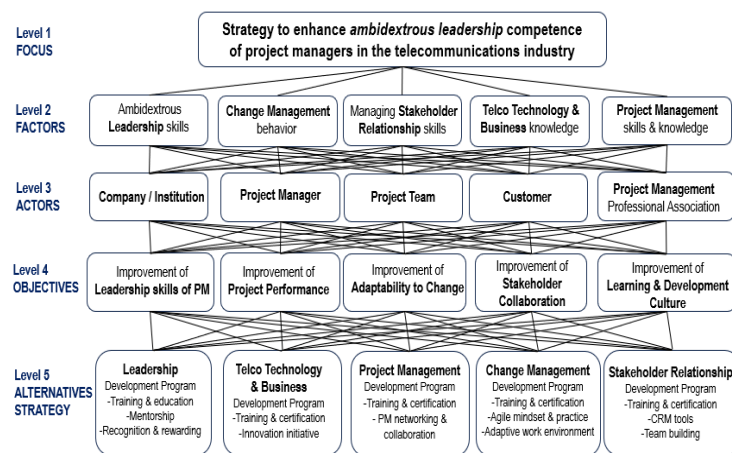 Level 1
FOCUS
Strategy to enhance ambidextrous leadership competence
of project managers in the telecommunications industry
Level 2
FACTORS
Ambidextrous
Leadership skills
Change Management
behavior
Managing Stakeholder
Relationship skills
Telco Technology &
Business knowledge
Project Management
skills & knowledge
Level 3
ACTORS
Company / Institution
Project Manager
Project Team
Customer
Project Management
Professional Association
Level 4
OBJECTIVES
Improvement of
Leadership skills of PM
Improvement of
Project Performance
Improvement of
Adaptability to Change
Improvement of
Stakeholder
Collaboration
Improvement of
Learning & Development
Culture
Level 5
ALTERNATIVES
STRATEGY
Leadership
Development Program
-Training & education
-Mentorship
-Recognition & rewarding
Telco Technology
& Business
Development Program
-Training & certification
-Innovation initiative
Project Management
Development Program
-Training & certification
-PM networking &
collaboration
Change Management
Development Program
-Training & certification
-Agile mindset & practice
-Adaptive work environment
Stakeholder Relationship
Development Program
-Training & certification
-CRM tools
-Team building